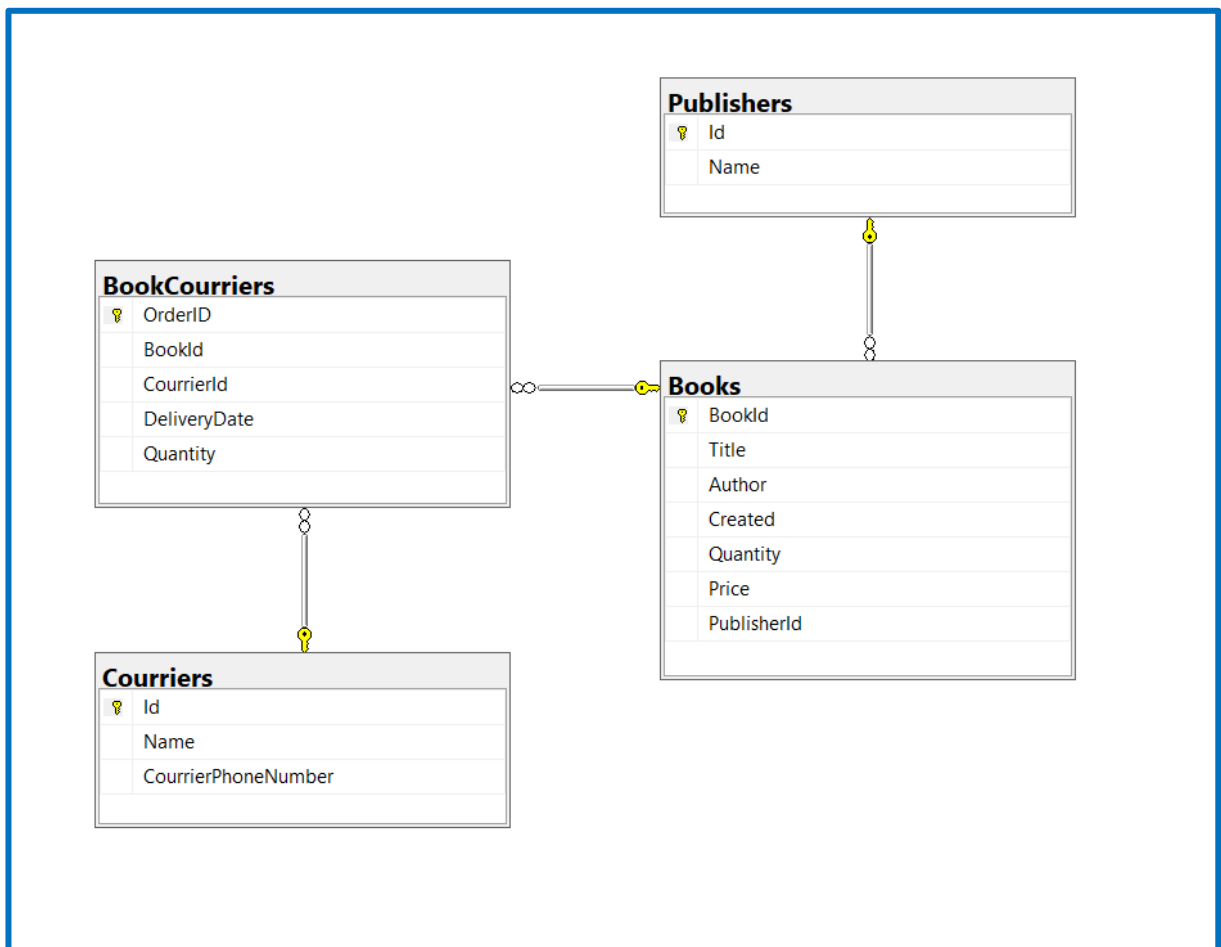 Publishers
Id
Name
BookCourriers
OrderID
BookId
CourrierId
DeliveryDate
Quantity
Books
BookId
Title
Author
Created
Quantity
Price
PublisherId
Courriers
Id
Name
CourrierPhoneNumber